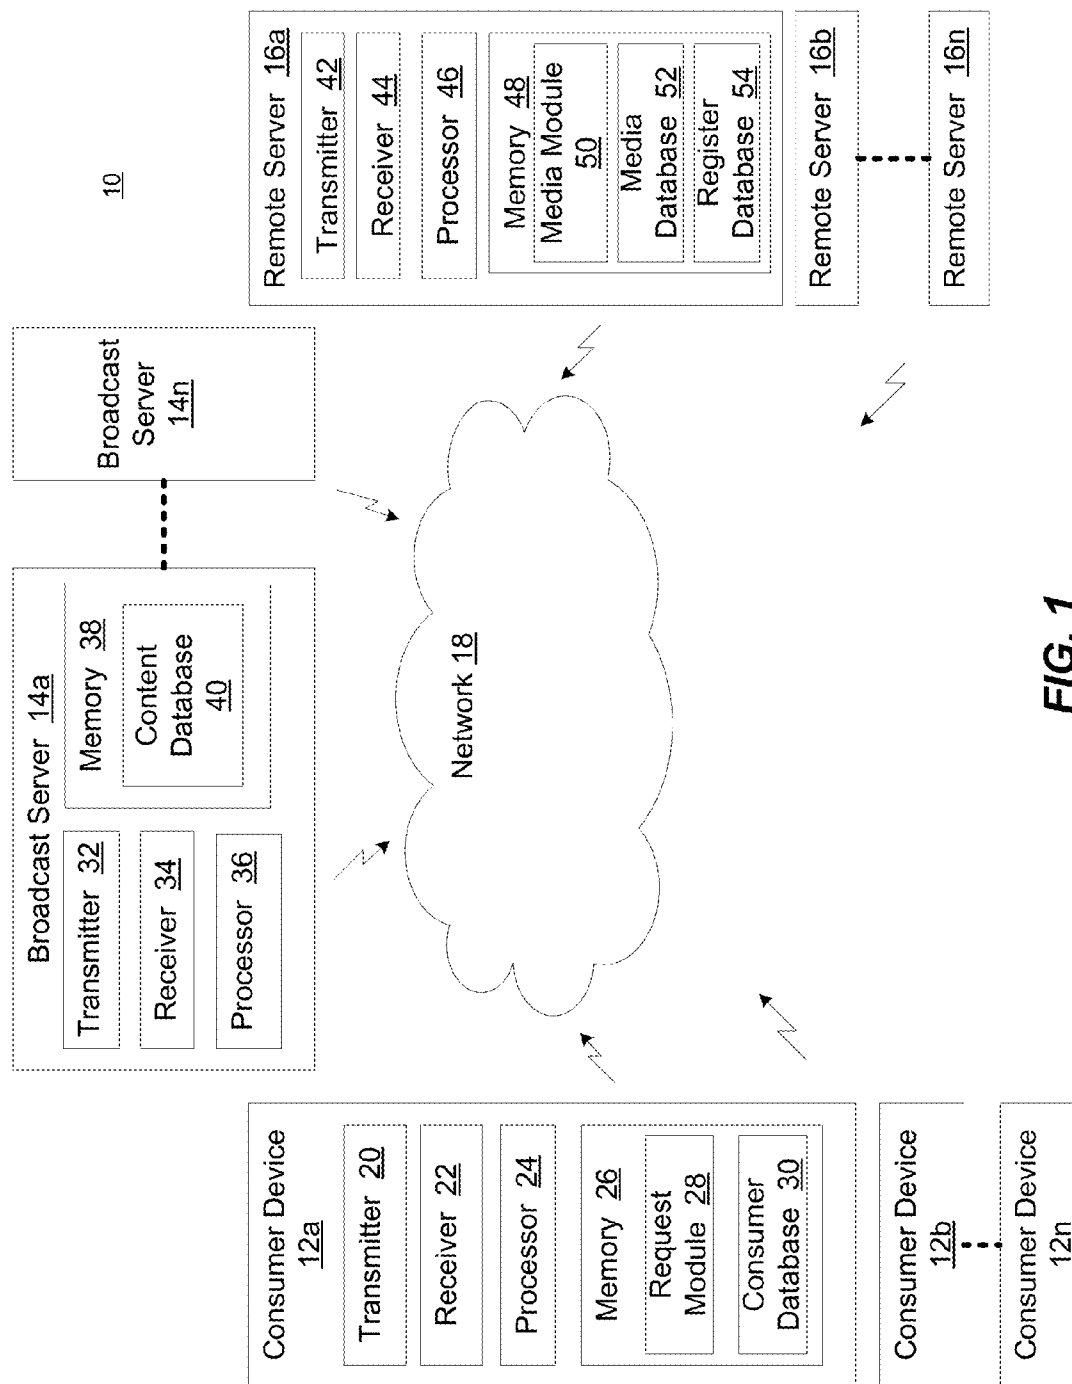 10
Broadcast Server 14a
Transmitter 32
Receiver 34
Processor 36
Memory 38
Content
Database
40
Broadcast
Server
14n
Consumer Device
12a
Transmitter 20
Receiver 22
Processor 24
Memory 26
Request
Module 28
Consumer
Database 30
Consumer Device
12b
Consumer Device
12n
Network 18
Remote Server 16a
Transmitter 42
Receiver 44
Processor 46
Memory 48
Media Module
50
Media
Database 52
Register
Database 54
Remote Server 16b
Remote Server 16n
FIG. 1